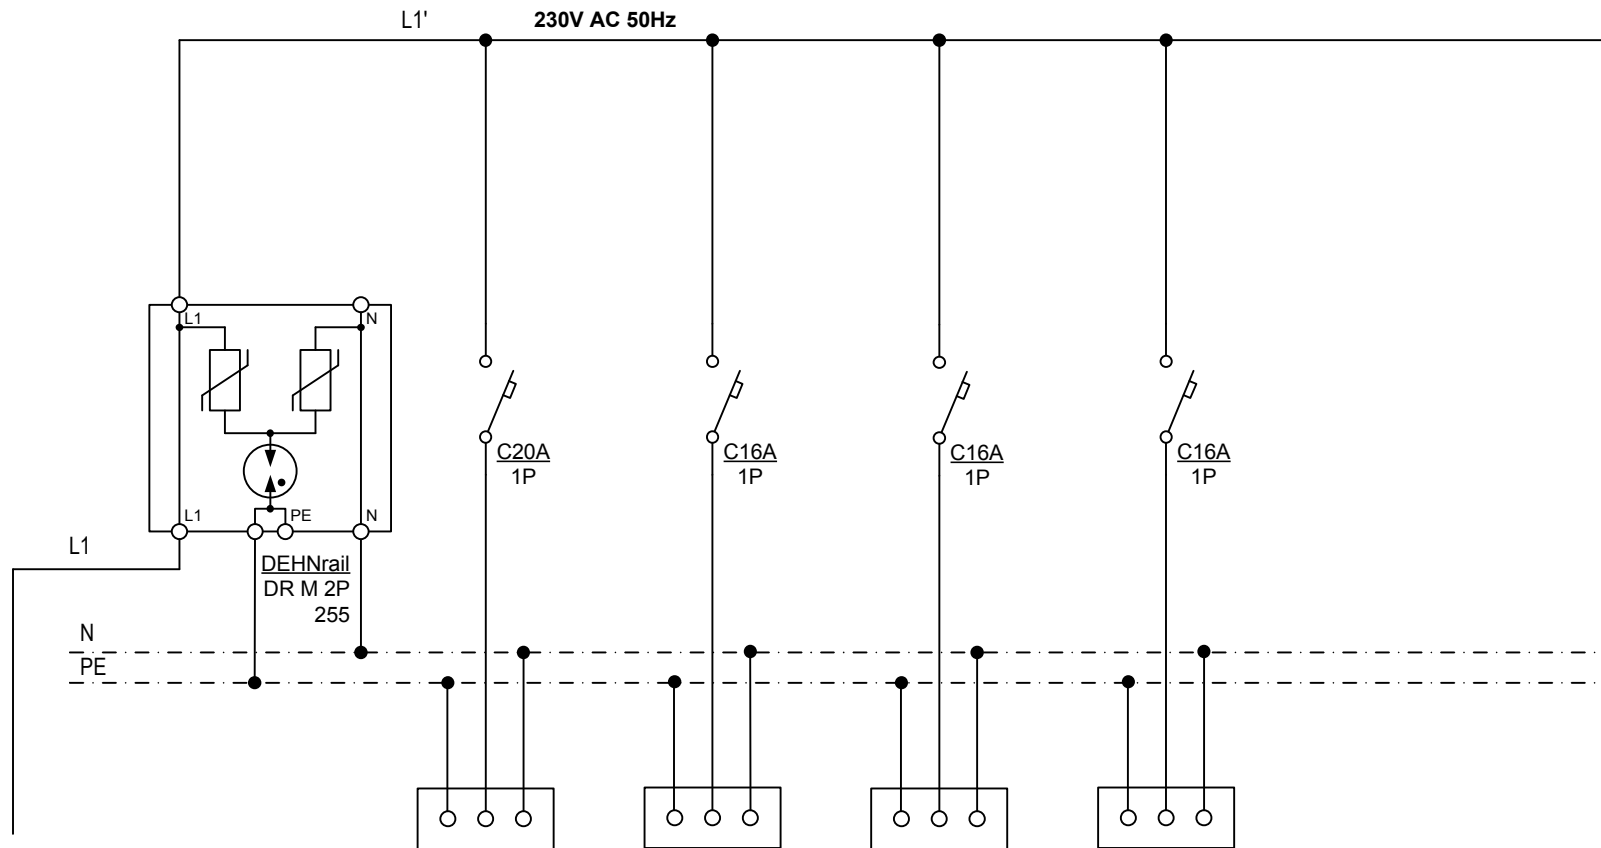 L1' 230V AC 50Hz
L1 N
C20A
1P
C16A
1P
C16A
1P
C16A
1P
L1 PE N
L1
DEHNrail
DR M 2P
255
N
PE